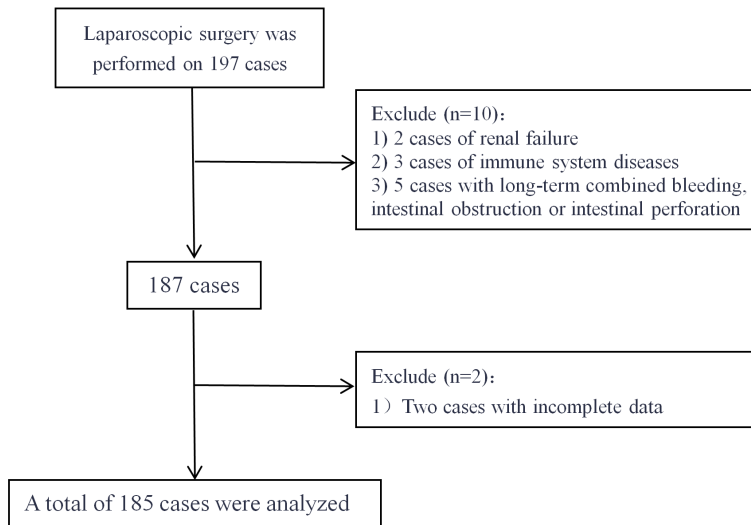 Laparoscopic surgery was
performed on 197 cases
Exclude (n=10)：
1) 2 cases of renal failure
2) 3 cases of immune system diseases
3) 5 cases with long-term combined bleeding,
intestinal obstruction or intestinal perforation
187 cases
Exclude (n=2)：
1）Two cases with incomplete data
A total of 185 cases were analyzed